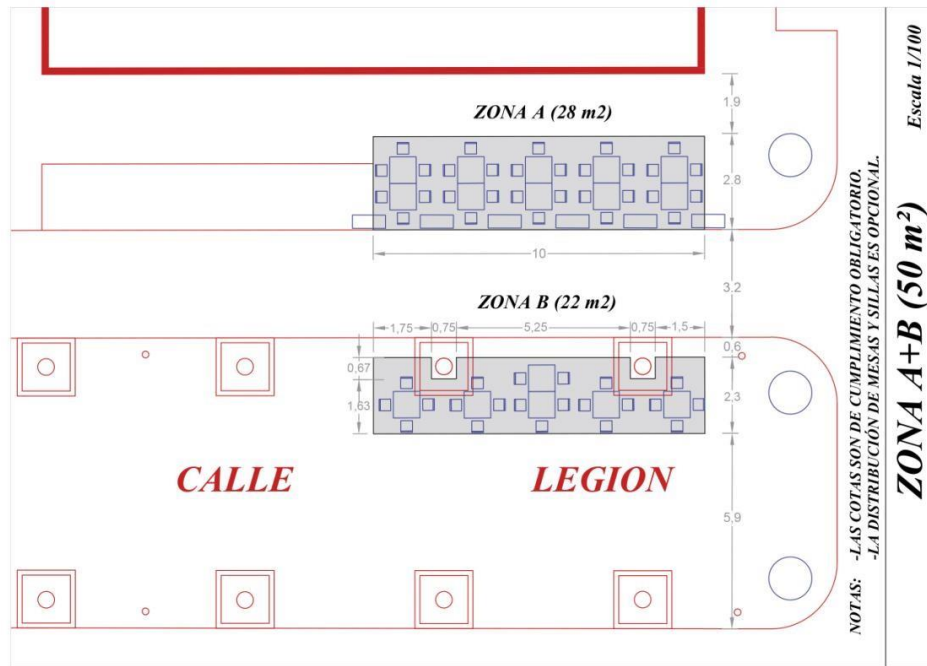 ZONA A (28 m2)
1.9
2.8
10
3.2
ZONA B (22 m2)
1,75
0,75
5,25
0,75
1,5
0,6
0,67
1,63
2.3
CALLE
LEGION
5,9
NOTAS: -LAS COTAS SON DE CUMPLIMIENTO OBLIGATORIO.
-LA DISTRIBUCIÓN DE MESAS Y SILLAS ES OPCIONAL.
ZONA A+B (50 m²)
Escala 1/100